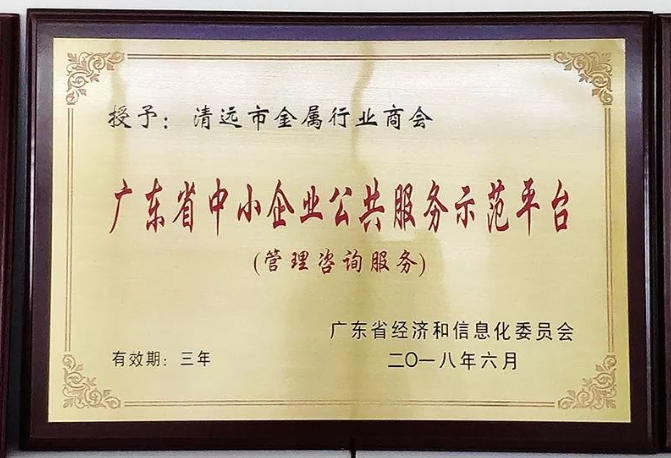 授予：清远市金属行业商会
广东省中小企业公共服务示范平台
(管理咨询服务)
广东省经济和信息化委员会
有效期：三年
二〇一八年六月